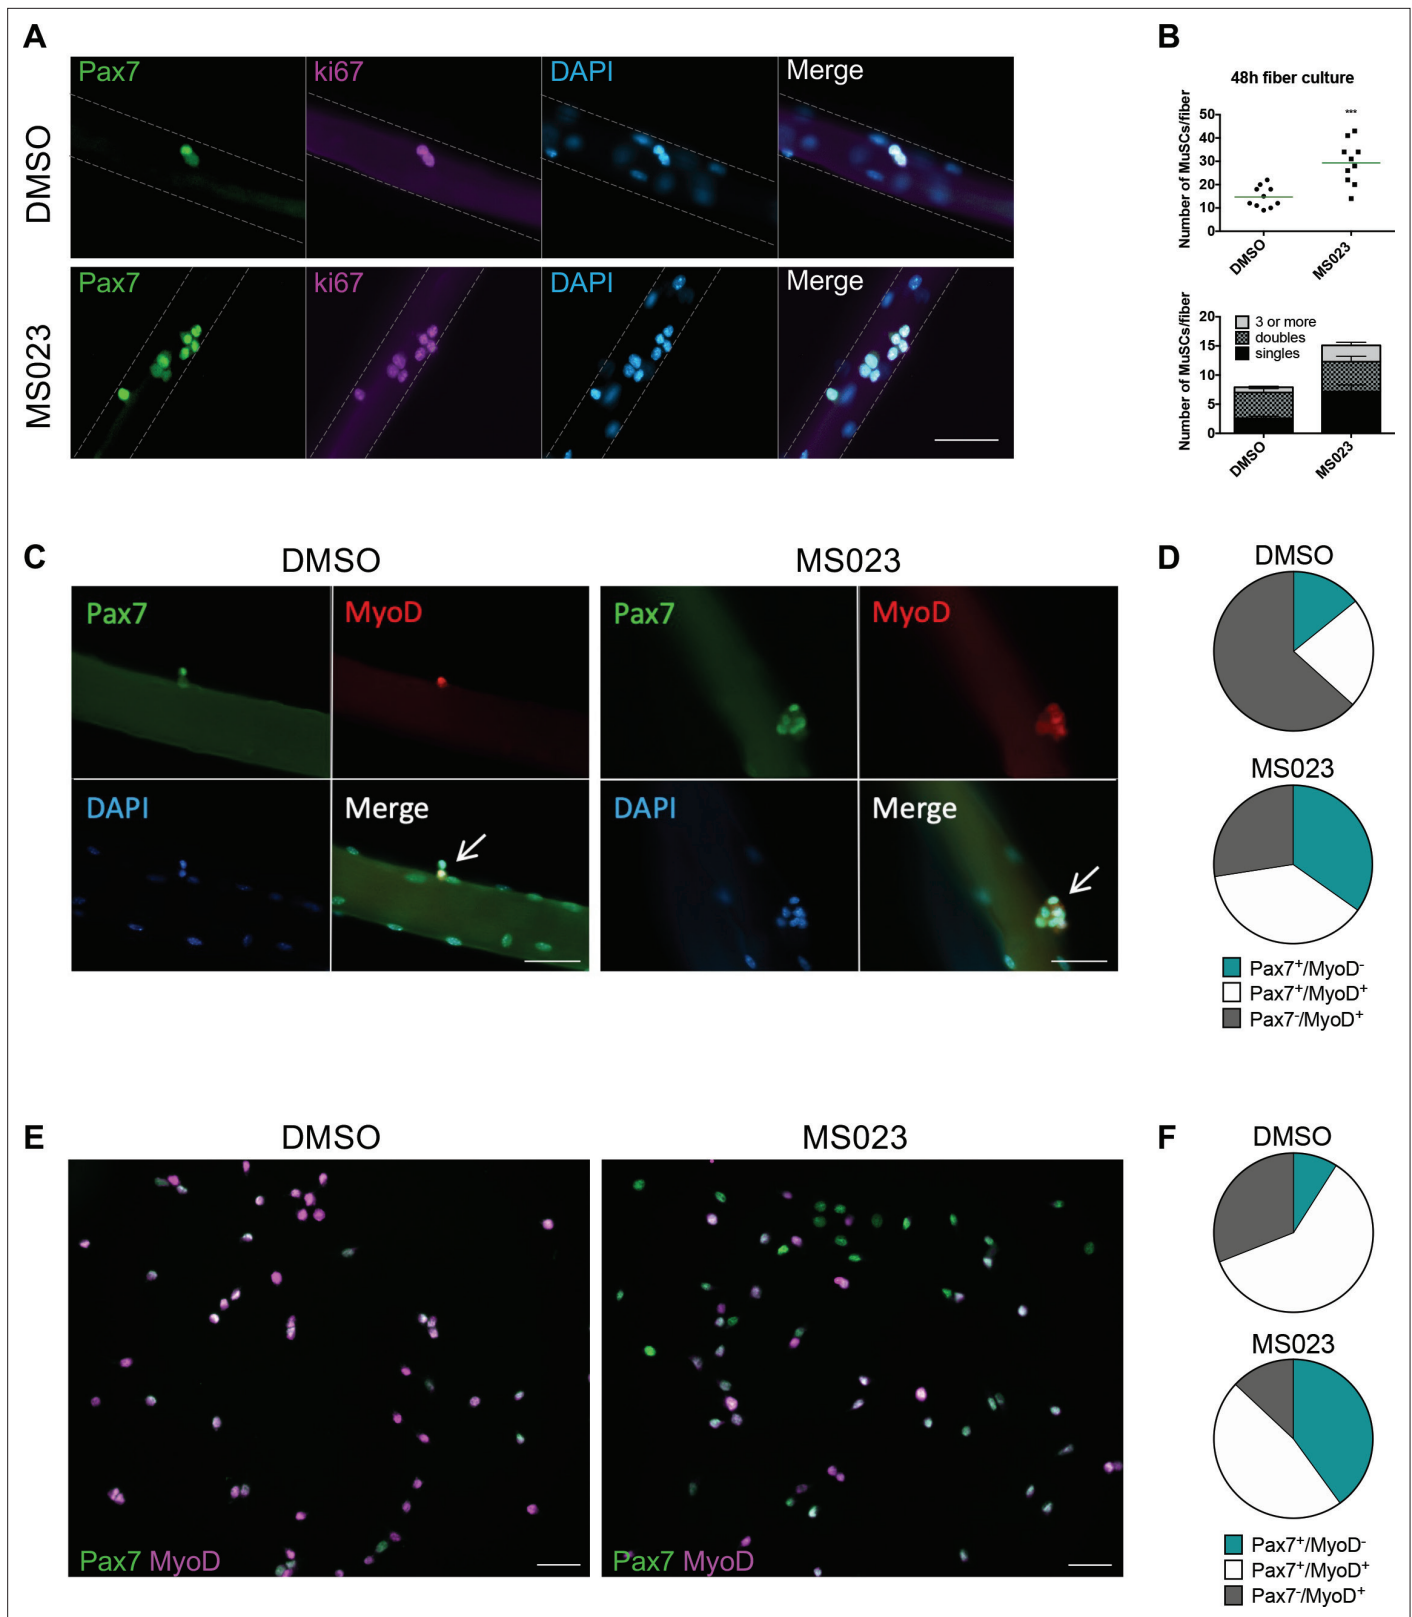 A
Pax7 ki67 DAPI Merge
DMSO
Pax7 ki67 DAPI Merge
MS023
B
48h fiber culture
Number of MuSCs/fiber
50
40
30
20
10
0
***
DMSO MS023
Number of MuSCs/fiber
20
15
10
5
0
3 or more
doubles
singles
DMSO MS023
C
DMSO MS023
Pax7 MyoD Pax7 MyoD
DAPI Merge DAPI Merge
D
DMSO
MS023
Pax7⁺/MyoD⁻
Pax7⁺/MyoD⁺
Pax7⁻/MyoD⁺
E
DMSO MS023
Pax7 MyoD Pax7 MyoD
F
DMSO
MS023
Pax7⁺/MyoD⁻
Pax7⁺/MyoD⁺
Pax7⁻/MyoD⁺